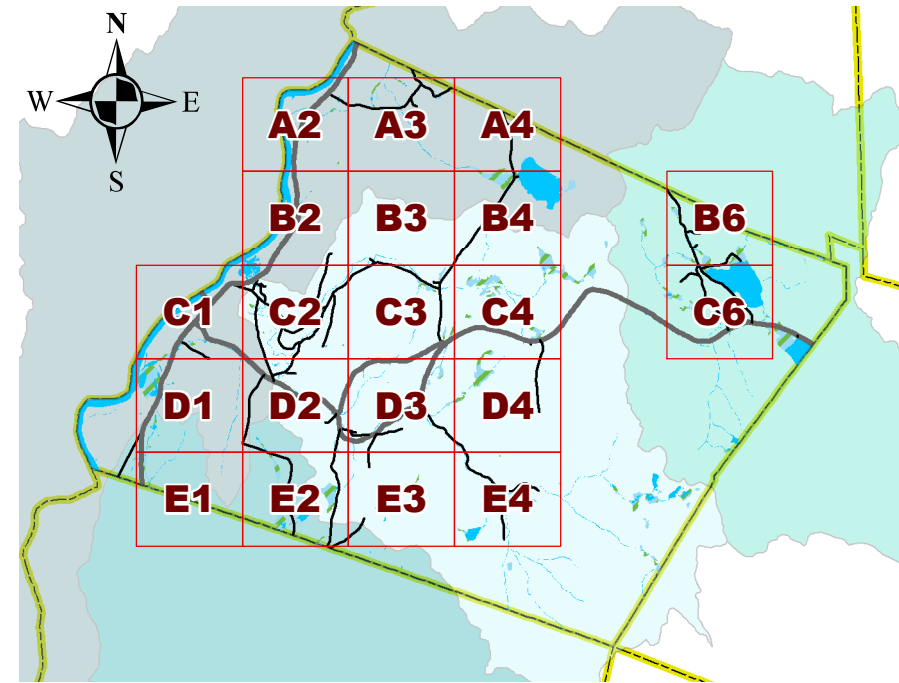 N
W E
S
A2 A3 A4
B2 B3 B4 B6
C1 C2 C3 C4 C6
D1 D2 D3 D4
E1 E2 E3 E4